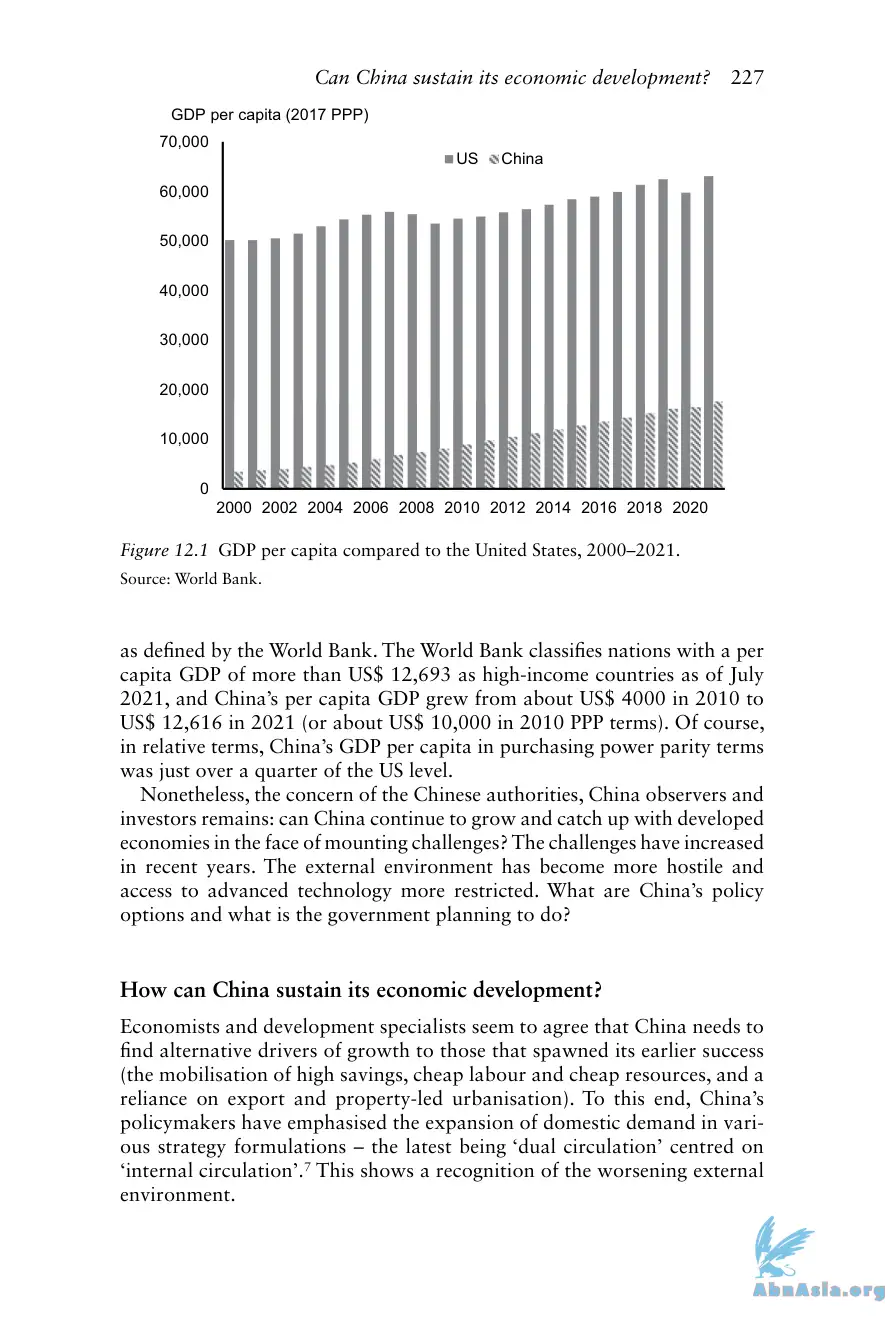 Can China sustain its economic development? 227
GDP per capita (2017 PPP)
70,000
US China
60,000
50,000
40,000
30,000
20,000
10,000
0
2000 2002 2004 2006 2008 2010 2012 2014 2016 2018 2020
Figure 12.1 GDP per capita compared to the United States, 2000–2021.
Source: World Bank.
as defined by the World Bank. The World Bank classifies nations with a per
capita GDP of more than US$ 12,693 as high-income countries as of July
2021, and China’s per capita GDP grew from about US$ 4000 in 2010 to
US$ 12,616 in 2021 (or about US$ 10,000 in 2010 PPP terms). Of course,
in relative terms, China’s GDP per capita in purchasing power parity terms
was just over a quarter of the US level.
Nonetheless, the concern of the Chinese authorities, China observers and
investors remains: can China continue to grow and catch up with developed
economies in the face of mounting challenges? The challenges have increased
in recent years. The external environment has become more hostile and
access to advanced technology more restricted. What are China’s policy
options and what is the government planning to do?
How can China sustain its economic development?
Economists and development specialists seem to agree that China needs to
find alternative drivers of growth to those that spawned its earlier success
(the mobilisation of high savings, cheap labour and cheap resources, and a
reliance on export and property-led urbanisation). To this end, China’s
policymakers have emphasised the expansion of domestic demand in vari-
ous strategy formulations – the latest being ‘dual circulation’ centred on
‘internal circulation’.⁷ This shows a recognition of the worsening external
environment.
AbnAsia.org